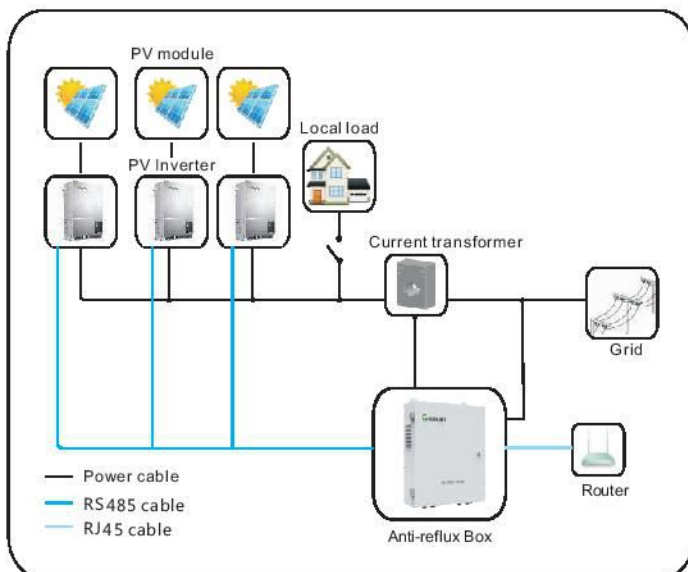 PV module
Local load
PV Inverter
Current transformer
Grid
Power cable
RS485 cable
RJ45 cable
Router
Anti-reflux Box